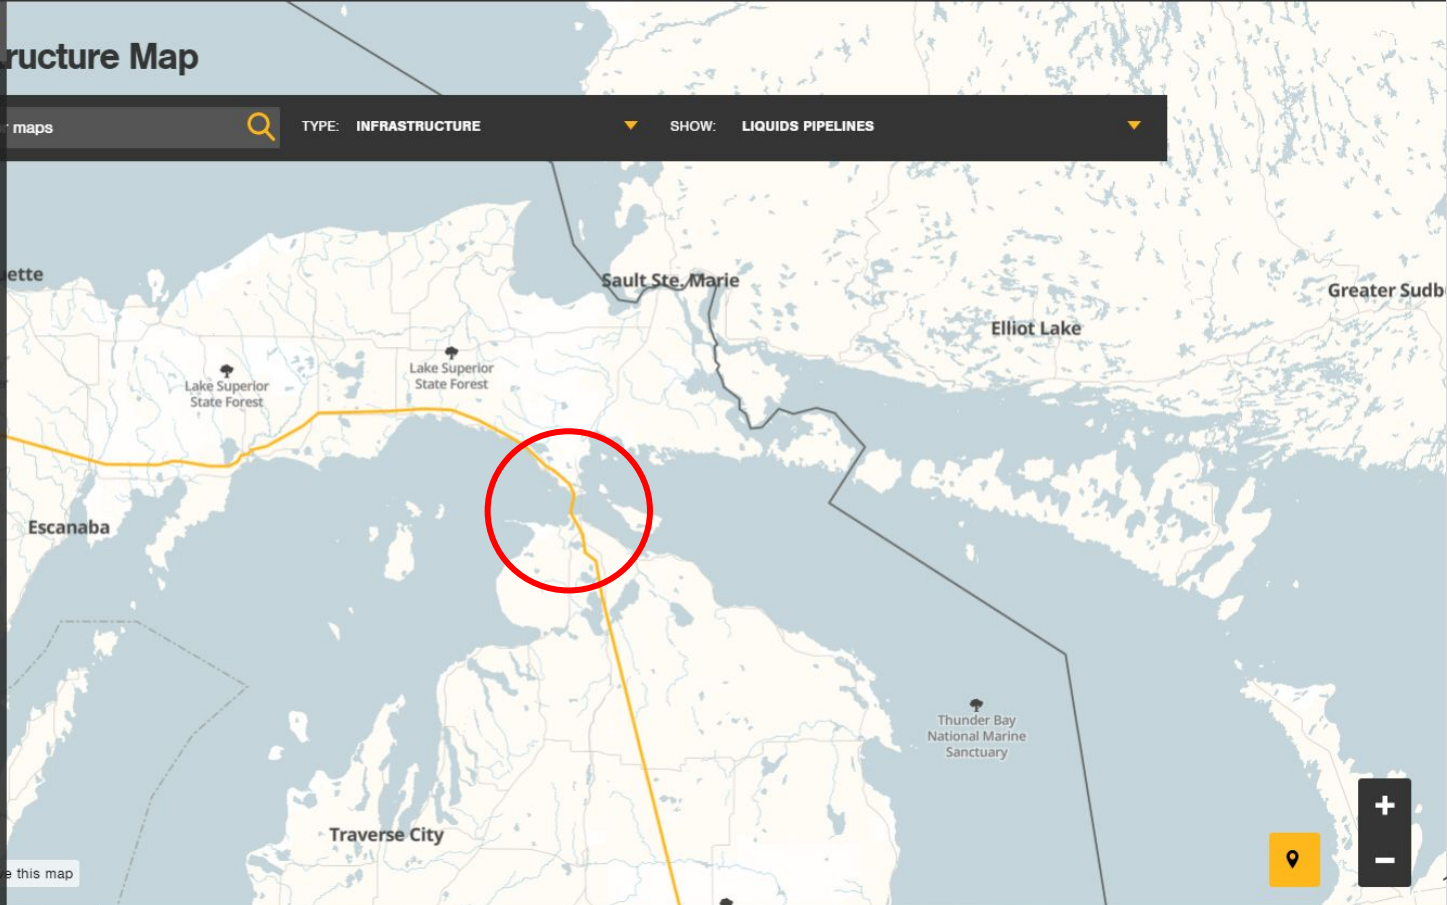 ructure Map
r maps
TYPE: INFRASTRUCTURE
SHOW: LIQUIDS PIPELINES
ette
Sault Ste. Marie
Greater Sudb
Elliot Lake
Lake Superior
State Forest
Lake Superior
State Forest
Escanaba
Thunder Bay
National Marine
Sanctuary
Traverse City
e this map
+
−